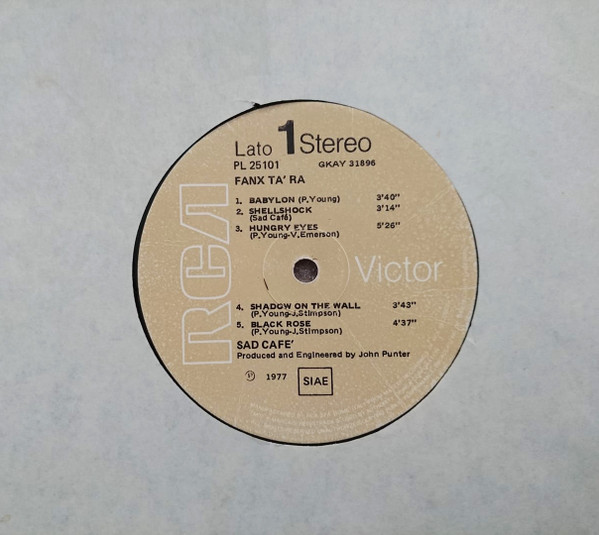 Lato 1 Stereo
PL 25101 GKAY 31896
FANX TA' RA
1. BABYLON (P.Young) 3'40"
2. SHELLSHOCK 3'14"
(Sad Café)
3. HUNGRY EYES 5'26"
(P.Young-V.Emerson)
RCA Victor
4. SHADOW ON THE WALL 3'43"
(P.Young-J.Stimpson)
5. BLACK ROSE 4'37"
(P.Young-J.Stimpson)
SAD CAFE'
Produced and Engineered by John Punter
Ⓟ 1977 SIAE